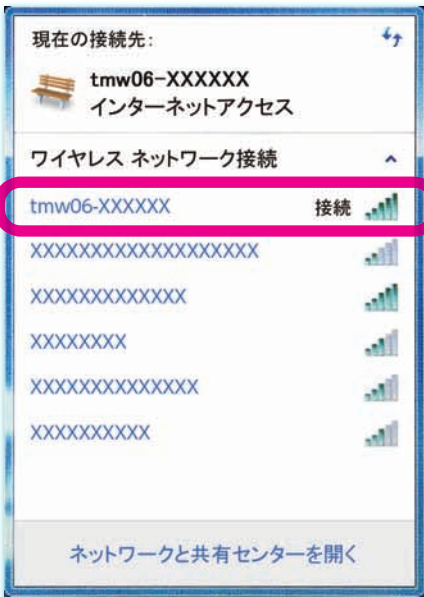 現在の接続先:
tmw06-XXXXXX
インターネットアクセス
ワイヤレス ネットワーク接続
tmw06-XXXXXX 接続
XXXXXXXXXXXXXXXXXXX
XXXXXXXXXXXXX
XXXXXXXX
XXXXXXXXXXXXXX
XXXXXXXXXX
ネットワークと共有センターを開く